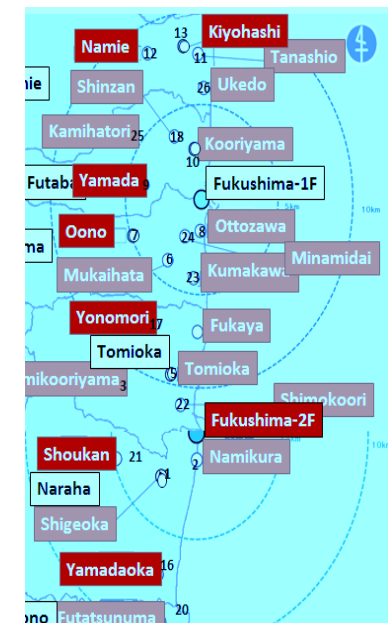 13
Kiyohashi
Namie
12
11
Tanashio
nie
Shinzan
26
Ukedo
Kamihatori
25
18
Kooriyama
10
Futaba
Yamada
9
Fukushima-1F
5km
10km
Oono
7
24
8
Ottozawa
ma
Minamidai
6
Mukaihata
23
Kumakawa
Yonomori
17
Fukaya
Tomioka
5
Tomioka
mikooriyama
3
22
Shimokoori
Fukushima-2F
10km
Shoukan
21
2
Namikura
1
Naraha
Shigeoka
16
Yamadaoka
20
ono
Futatsunuma